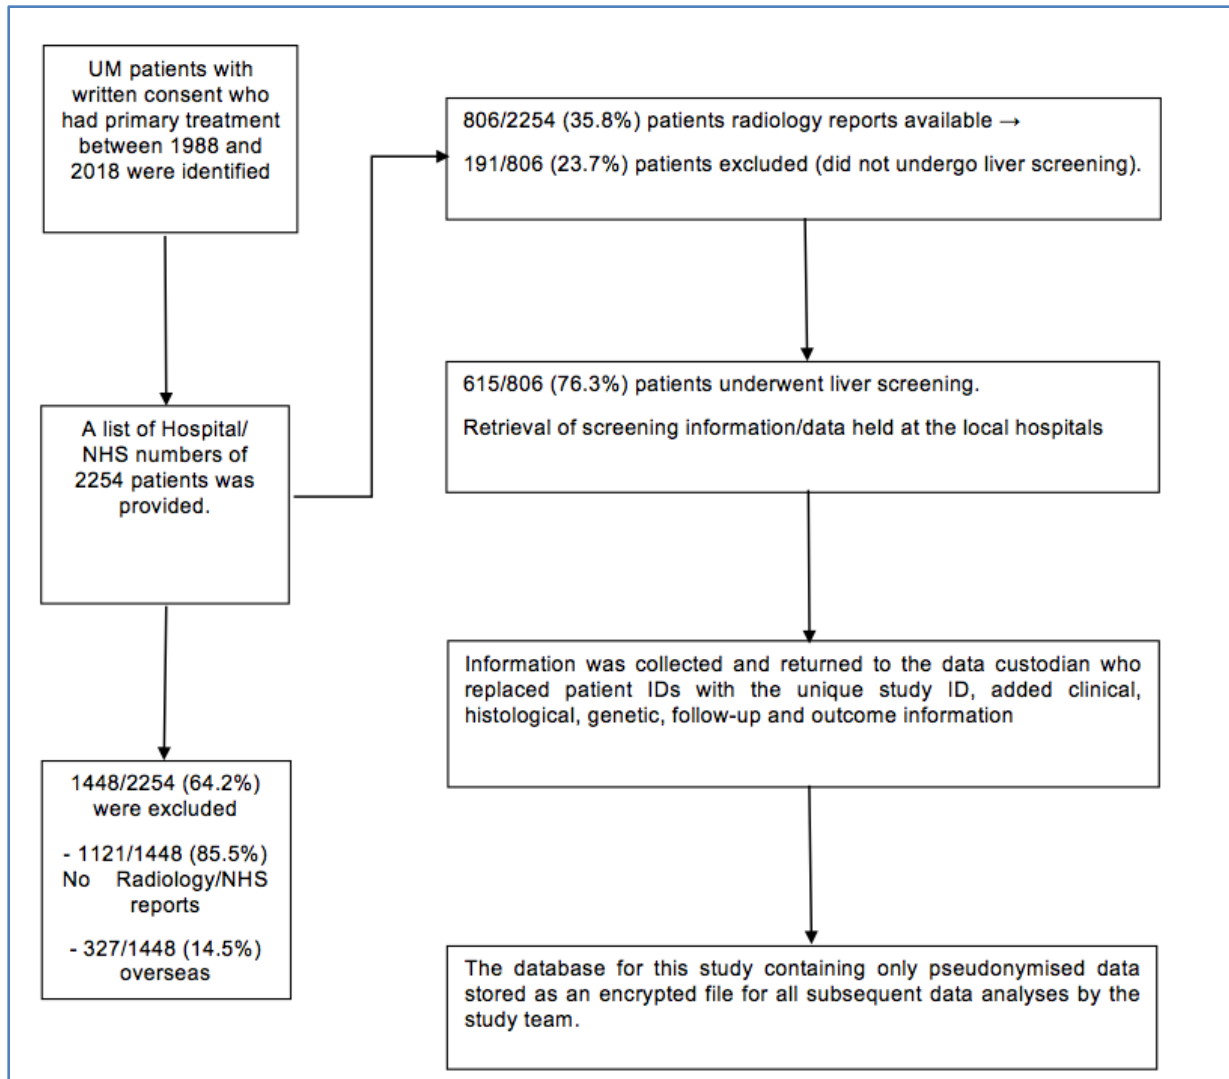 UM patients with
written consent who
had primary treatment
between 1988 and
2018 were identified
A list of Hospital/
NHS numbers of
2254 patients was
provided.
1448/2254 (64.2%)
were excluded
- 1121/1448 (85.5%)
No Radiology/NHS
reports
- 327/1448 (14.5%)
overseas
806/2254 (35.8%) patients radiology reports available →
191/806 (23.7%) patients excluded (did not undergo liver screening).
615/806 (76.3%) patients underwent liver screening.
Retrieval of screening information/data held at the local hospitals
Information was collected and returned to the data custodian who
replaced patient IDs with the unique study ID, added clinical,
histological, genetic, follow-up and outcome information
The database for this study containing only pseudonymised data
stored as an encrypted file for all subsequent data analyses by the
study team.